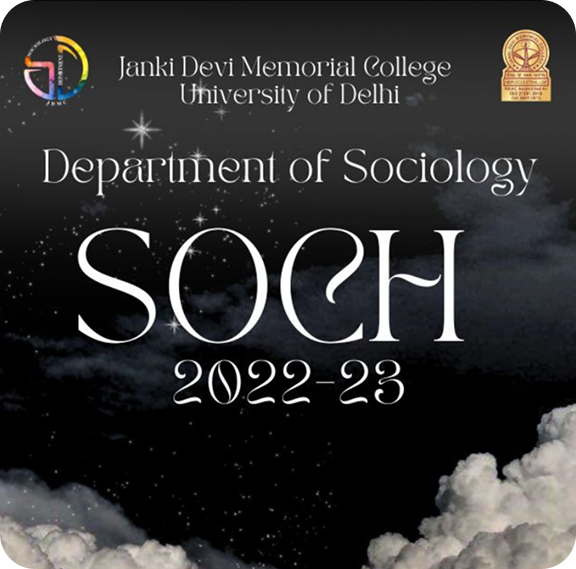 Janki Devi Memorial College
University of Delhi
Department of Sociology
SOCH
2022-23